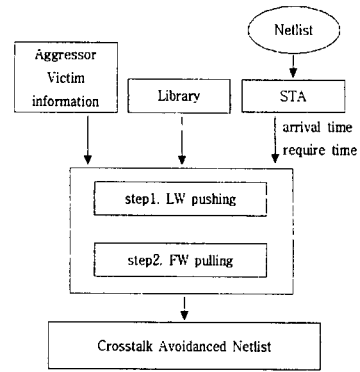 Netlist
Aggressor
Victim
information
Library
STA
arrival time
require time
step1. LW pushing
step2. FW pulling
Crosstalk Avoidanced Netlist